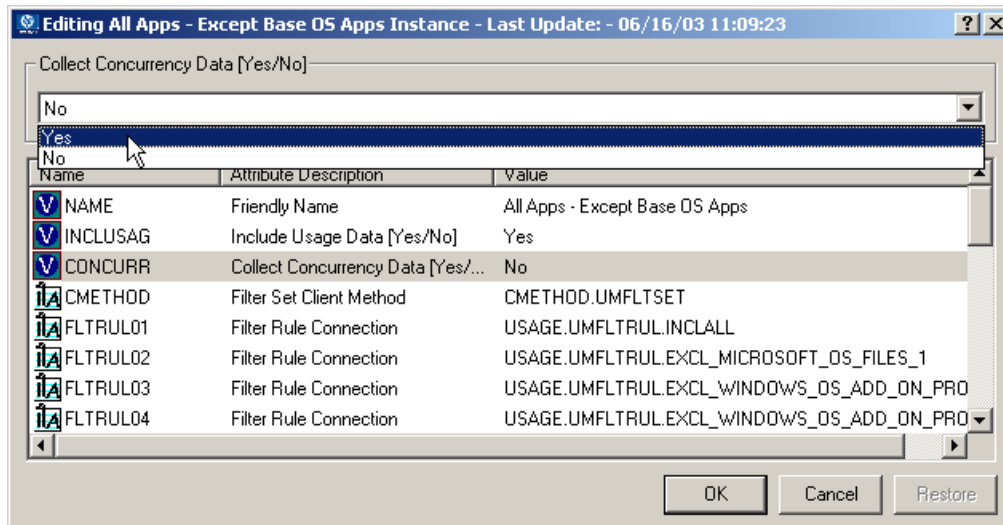 Editing All Apps - Except Base OS Apps Instance - Last Update: - 06/16/03 11:09:23
Collect Concurrency Data [Yes/No]
No
Yes
No
Name Attribute Description Value
NAME Friendly Name All Apps - Except Base OS Apps
INCLUSAG Include Usage Data [Yes/No] Yes
CONCURR Collect Concurrency Data [Yes/... No
CMETHOD Filter Set Client Method CMETHOD.UMFLTSET
FLTRUL01 Filter Rule Connection USAGE.UMFLTRUL.INCLALL
FLTRUL02 Filter Rule Connection USAGE.UMFLTRUL.EXCL_MICROSOFT_OS_FILES_1
FLTRUL03 Filter Rule Connection USAGE.UMFLTRUL.EXCL_WINDOWS_OS_ADD_ON_PRO
FLTRUL04 Filter Rule Connection USAGE.UMFLTRUL.EXCL_WINDOWS_OS_ADD_ON_PRO
OK Cancel Restore